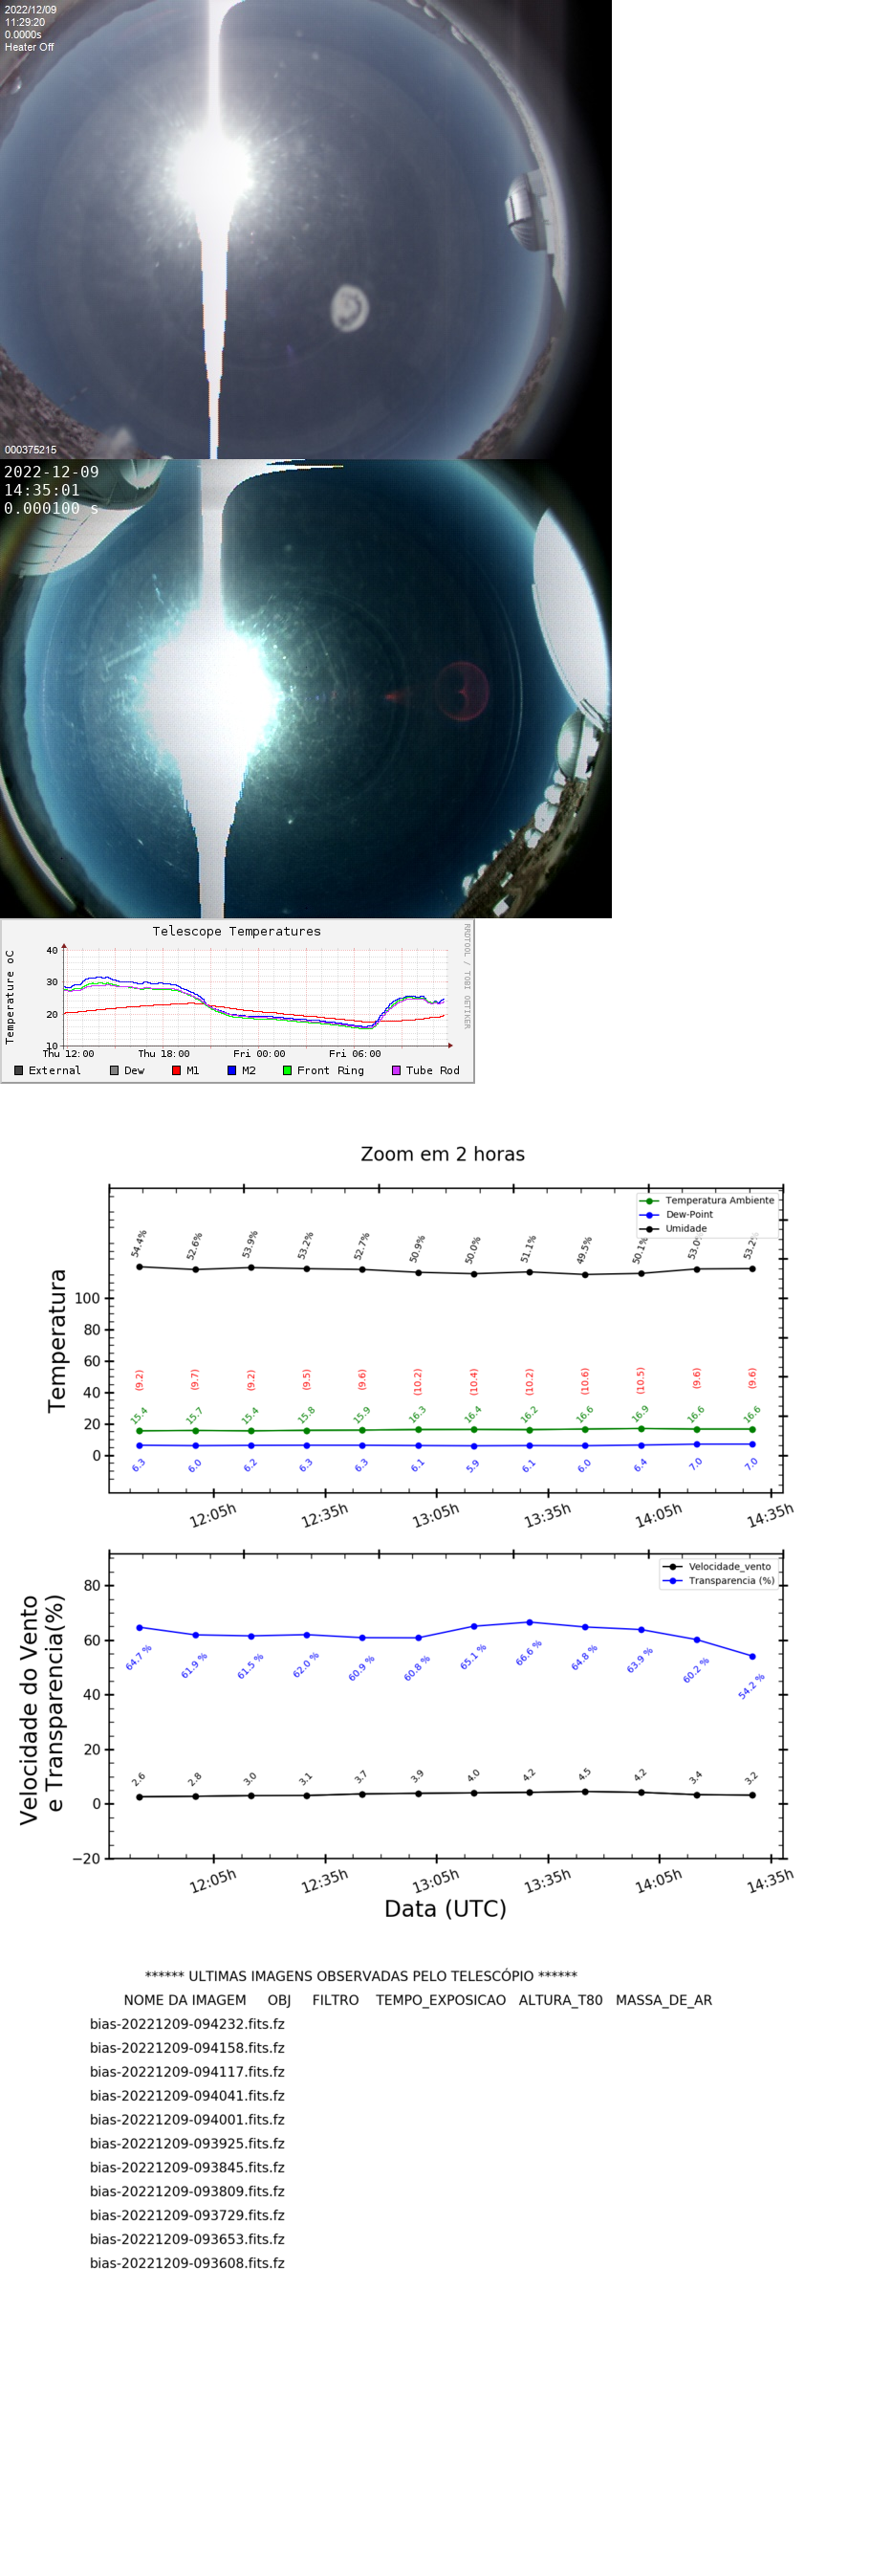 2022/12/09
11:29:20
0.0000s
Heater Off
000375215
2022-12-09
14:35:01
0.000100 s
Telescope Temperatures
RRDTOOL / TOBI OETIKER
Temperature oC
40
30
20
10
Thu 12:00 Thu 18:00 Fri 00:00 Fri 06:00
External Dew M1 M2 Front Ring Tube Rod
Zoom em 2 horas
Temperatura Ambiente
Dew-Point
Umidade
54.4% 52.6% 53.9% 53.2% 52.7% 50.9% 50.0% 51.1% 49.5% 50.1% 53.0% 53.2%
Temperatura
100
80
60
40
20
0
(9.2) (9.7) (9.2) (9.5) (9.6) (10.2) (10.4) (10.2) (10.6) (10.5) (9.6) (9.6)
15.4 15.7 15.4 15.8 15.9 16.3 16.4 16.2 16.6 16.9 16.6 16.6
6.3 6.0 6.2 6.3 6.3 6.1 5.9 6.1 6.0 6.4 7.0 7.0
12:05h 12:35h 13:05h 13:35h 14:05h 14:35h
Velocidade_vento
Transparencia (%)
Velocidade do Vento
e Transparencia(%)
80
60
40
20
0
−20
64.7 % 61.9 % 61.5 % 62.0 % 60.9 % 60.8 % 65.1 % 66.6 % 64.8 % 63.9 % 60.2 % 54.2 %
2.6 2.8 3.0 3.1 3.7 3.9 4.0 4.2 4.5 4.2 3.4 3.2
12:05h 12:35h 13:05h 13:35h 14:05h 14:35h
Data (UTC)
****** ULTIMAS IMAGENS OBSERVADAS PELO TELESCÓPIO ******
NOME DA IMAGEM OBJ FILTRO TEMPO_EXPOSICAO ALTURA_T80 MASSA_DE_AR
bias-20221209-094232.fits.fz
bias-20221209-094158.fits.fz
bias-20221209-094117.fits.fz
bias-20221209-094041.fits.fz
bias-20221209-094001.fits.fz
bias-20221209-093925.fits.fz
bias-20221209-093845.fits.fz
bias-20221209-093809.fits.fz
bias-20221209-093729.fits.fz
bias-20221209-093653.fits.fz
bias-20221209-093608.fits.fz